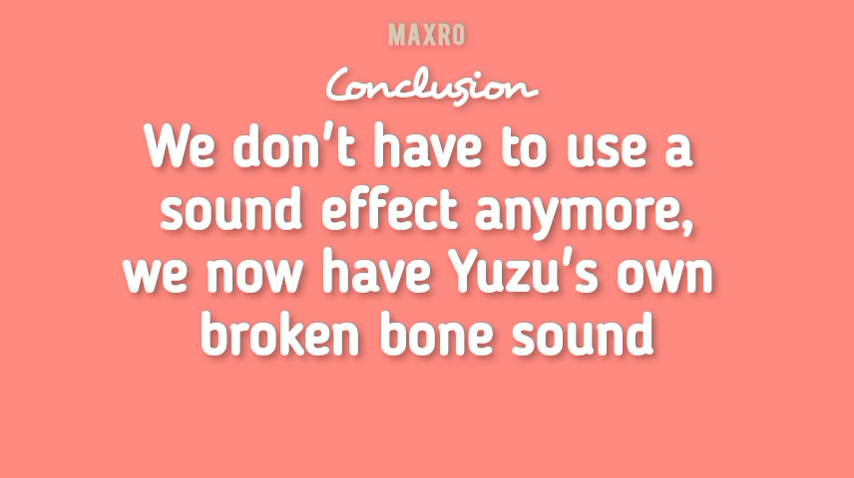 MAXRO
Conclusion
We don't have to use a
sound effect anymore,
we now have Yuzu's own
broken bone sound